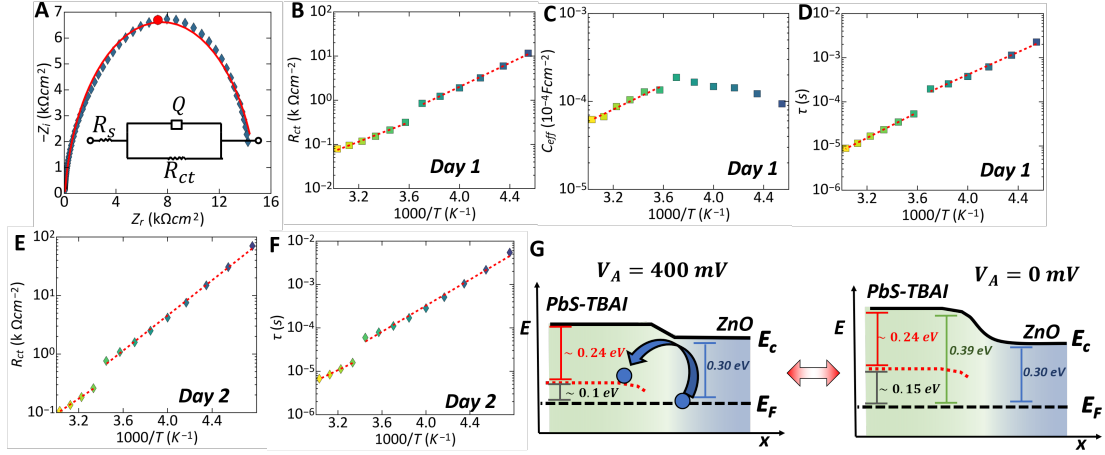 A
7
6
5
4
3
2
1
0
0
4
8
12
16
−Z_i (kΩcm²)
Z_r (kΩcm²)
Q
R_s
R_ct
B
10²
10¹
10⁰
10⁻¹
10⁻²
3.2
3.6
4.0
4.4
R_ct (k Ωcm⁻²)
1000/T (K⁻¹)
Day 1
C
10⁻³
10⁻⁴
10⁻⁵
3.2
3.6
4.0
4.4
C_eff (10⁻⁴Fcm⁻²)
1000/T (K⁻¹)
Day 1
D
10⁻¹
10⁻²
10⁻³
10⁻⁴
10⁻⁵
10⁻⁶
3.2
3.6
4.0
4.4
τ (s)
1000/T (K⁻¹)
Day 1
E
10²
10¹
10⁰
10⁻¹
3.2
3.6
4.0
4.4
R_ct (k Ωcm⁻²)
1000/T (K⁻¹)
Day 2
F
10⁻²
10⁻³
10⁻⁴
10⁻⁵
10⁻⁶
3.2
3.6
4.0
4.4
τ (s)
1000/T (K⁻¹)
Day 2
G
V_A = 400 mV
PbS-TBAI
ZnO
E
E_c
~ 0.24 eV
0.30 eV
~ 0.1 eV
E_F
x
V_A = 0 mV
PbS-TBAI
ZnO
E
E_c
~ 0.24 eV
0.39 eV
0.30 eV
~ 0.15 eV
E_F
x